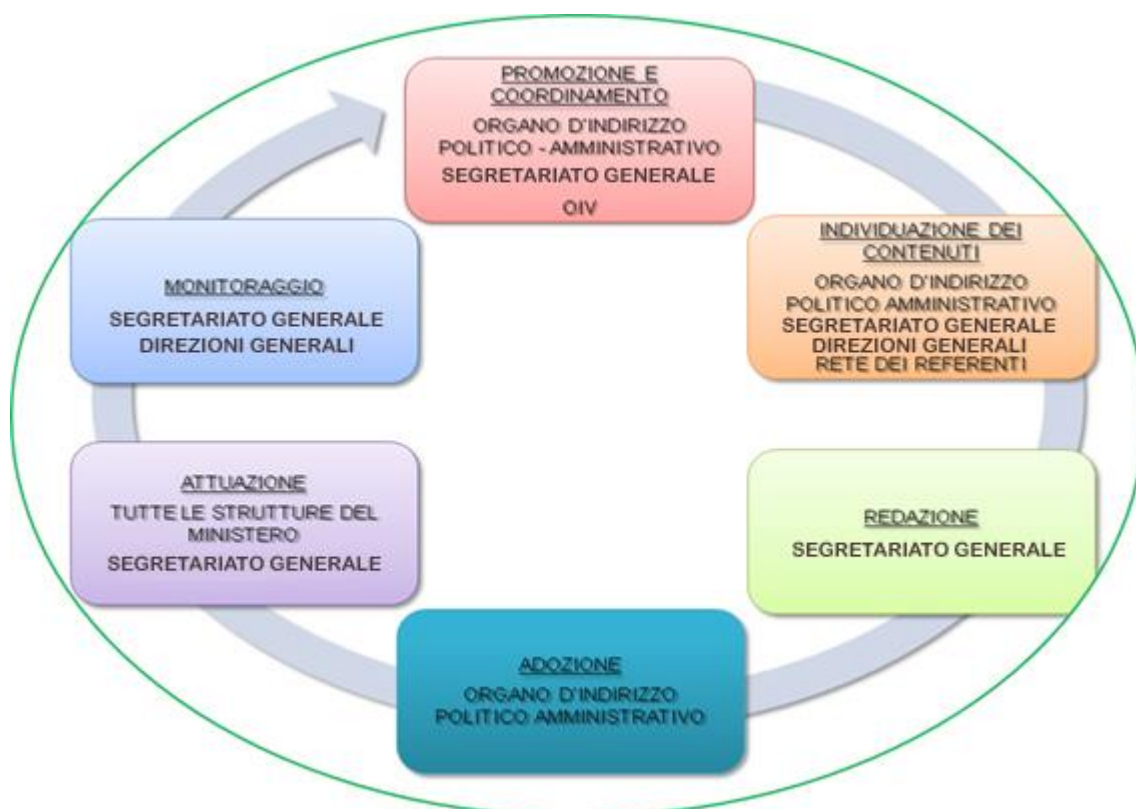 PROMOZIONE E
COORDINAMENTO
ORGANO D'INDIRIZZO
POLITICO - AMMINISTRATIVO
SEGRETARIATO GENERALE
OIV
INDIVIDUAZIONE DEI
CONTENUTI
ORGANO D'INDIRIZZO
POLITICO AMMINISTRATIVO
SEGRETARIATO GENERALE
DIREZIONI GENERALI
RETE DEI REFERENTI
REDAZIONE
SEGRETARIATO GENERALE
ADOZIONE
ORGANO D'INDIRIZZO
POLITICO AMMINISTRATIVO
ATTUAZIONE
TUTTE LE STRUTTURE DEL
MINISTERO
SEGRETARIATO GENERALE
MONITORAGGIO
SEGRETARIATO GENERALE
DIREZIONI GENERALI